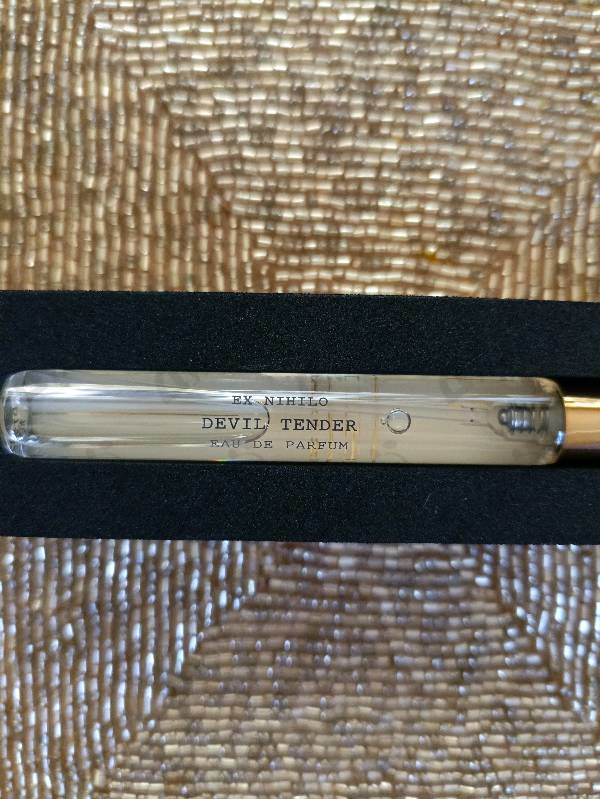 EX NIHILO
DEVIL TENDER
EAU DE PARFUM